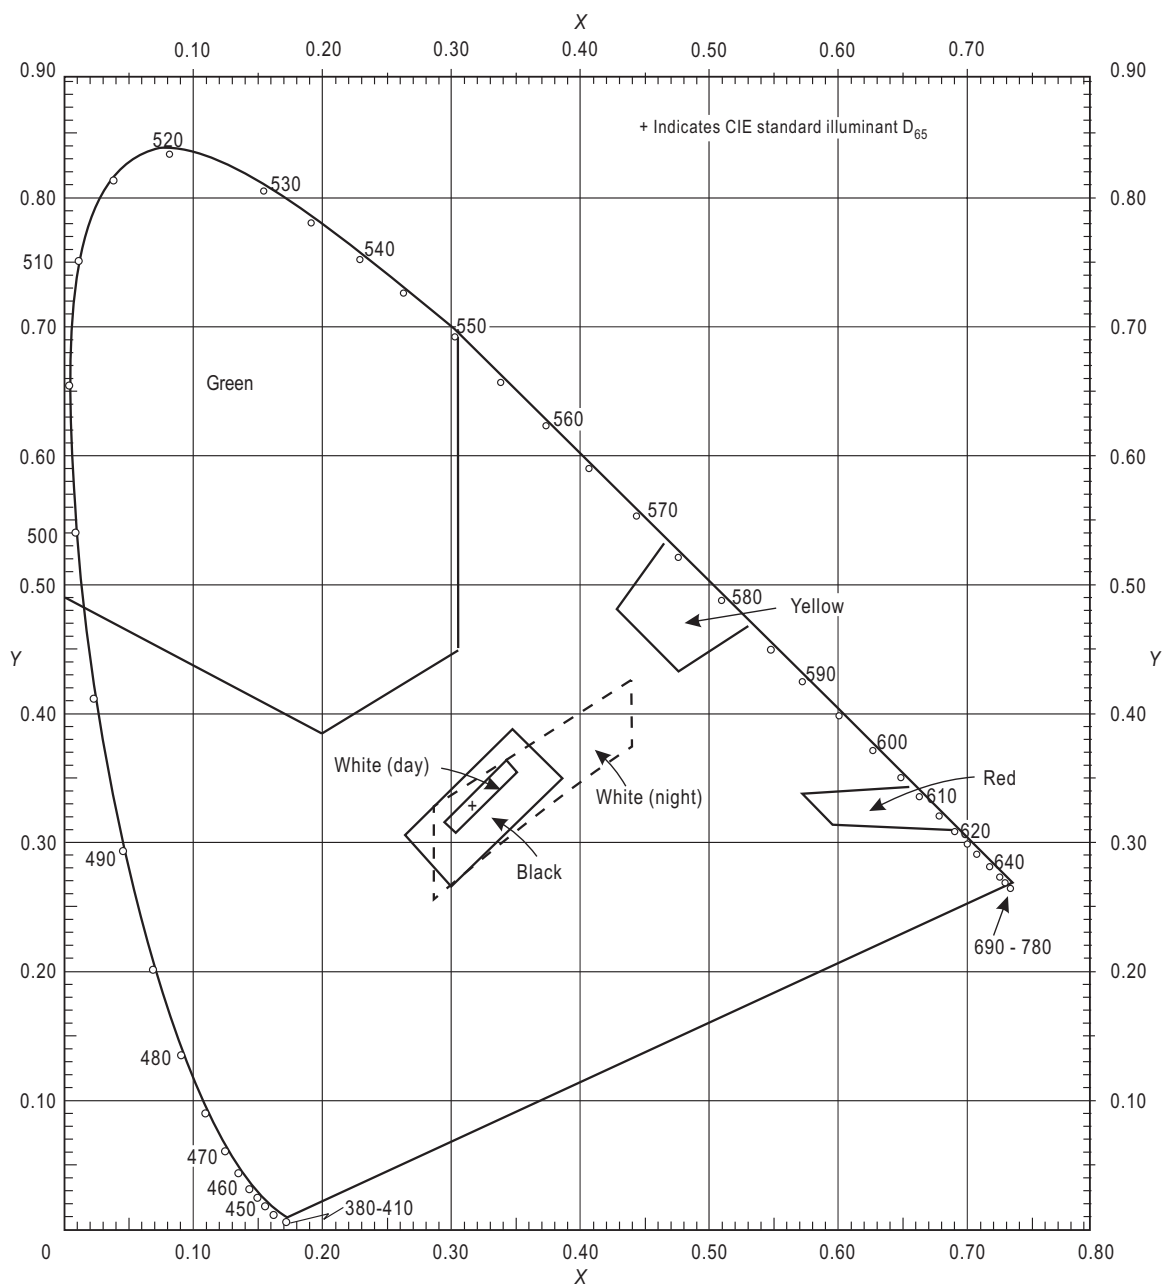 X
0.10 0.20 0.30 0.40 0.50 0.60 0.70
0.90 0.90
+ Indicates CIE standard illuminant D65
520
530
0.80 0.80
540
510
550
0.70 0.70
Green
560
0.60 0.60
570
500
0.50 0.50
580
Yellow
Y Y
590
0.40 0.40
600
White (day)
Red
White (night)
610
620
0.30 0.30
490
640
Black
690 - 780
0.20 0.20
480
0.10 0.10
470
460
450
380-410
0 0.10 0.20 0.30 0.40 0.50 0.60 0.70 0.80
X